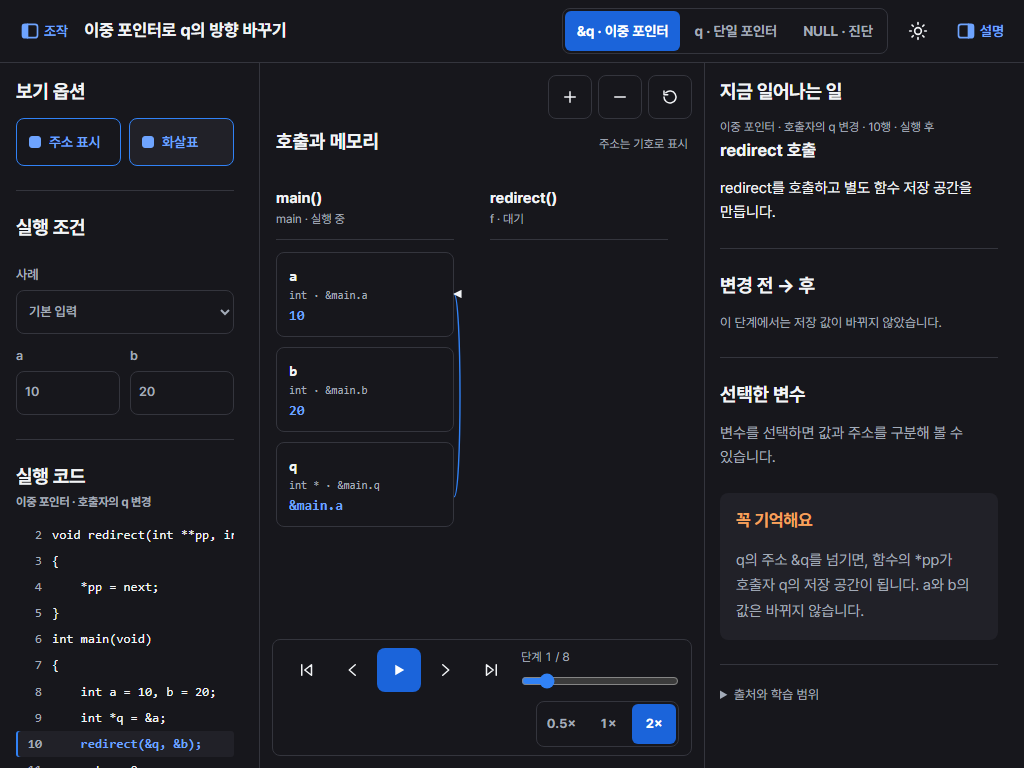 조작
이중 포인터로 q의 방향 바꾸기
&q · 이중 포인터
q · 단일 포인터
NULL · 진단
설명
보기 옵션
주소 표시
화살표
실행 조건
사례
기본 입력
a
b
10
20
실행 코드
이중 포인터 · 호출자의 q 변경
2 void redirect(int **pp, in
3 {
4 *pp = next;
5 }
6 int main(void)
7 {
8 int a = 10, b = 20;
9 int *q = &a;
10 redirect(&q, &b);
호출과 메모리
주소는 기호로 표시
main()
main · 실행 중
redirect()
f · 대기
a
int · &main.a
10
b
int · &main.b
20
q
int * · &main.q
&main.a
단계 1 / 8
0.5×
1×
2×
지금 일어나는 일
이중 포인터 · 호출자의 q 변경 · 10행 · 실행 후
redirect 호출
redirect를 호출하고 별도 함수 저장 공간을
만듭니다.
변경 전 → 후
이 단계에서는 저장 값이 바뀌지 않았습니다.
선택한 변수
변수를 선택하면 값과 주소를 구분해 볼 수
있습니다.
꼭 기억해요
q의 주소 &q를 넘기면, 함수의 *pp가
호출자 q의 저장 공간이 됩니다. a와 b의
값은 바뀌지 않습니다.
출처와 학습 범위